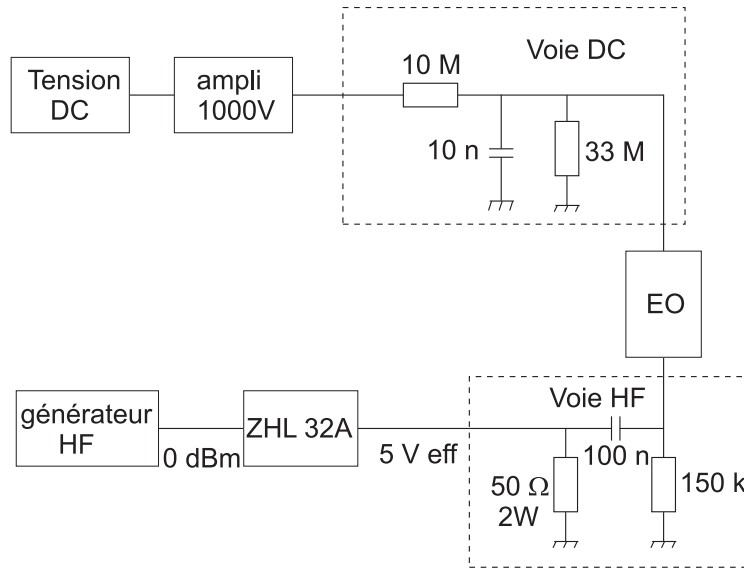 Voie DC
Tension
DC
ampli
1000V
10 M
10 n
33 M
EO
Voie HF
générateur
HF
0 dBm
ZHL 32A
5 V eff
100 n
50 Ω
2W
150 k